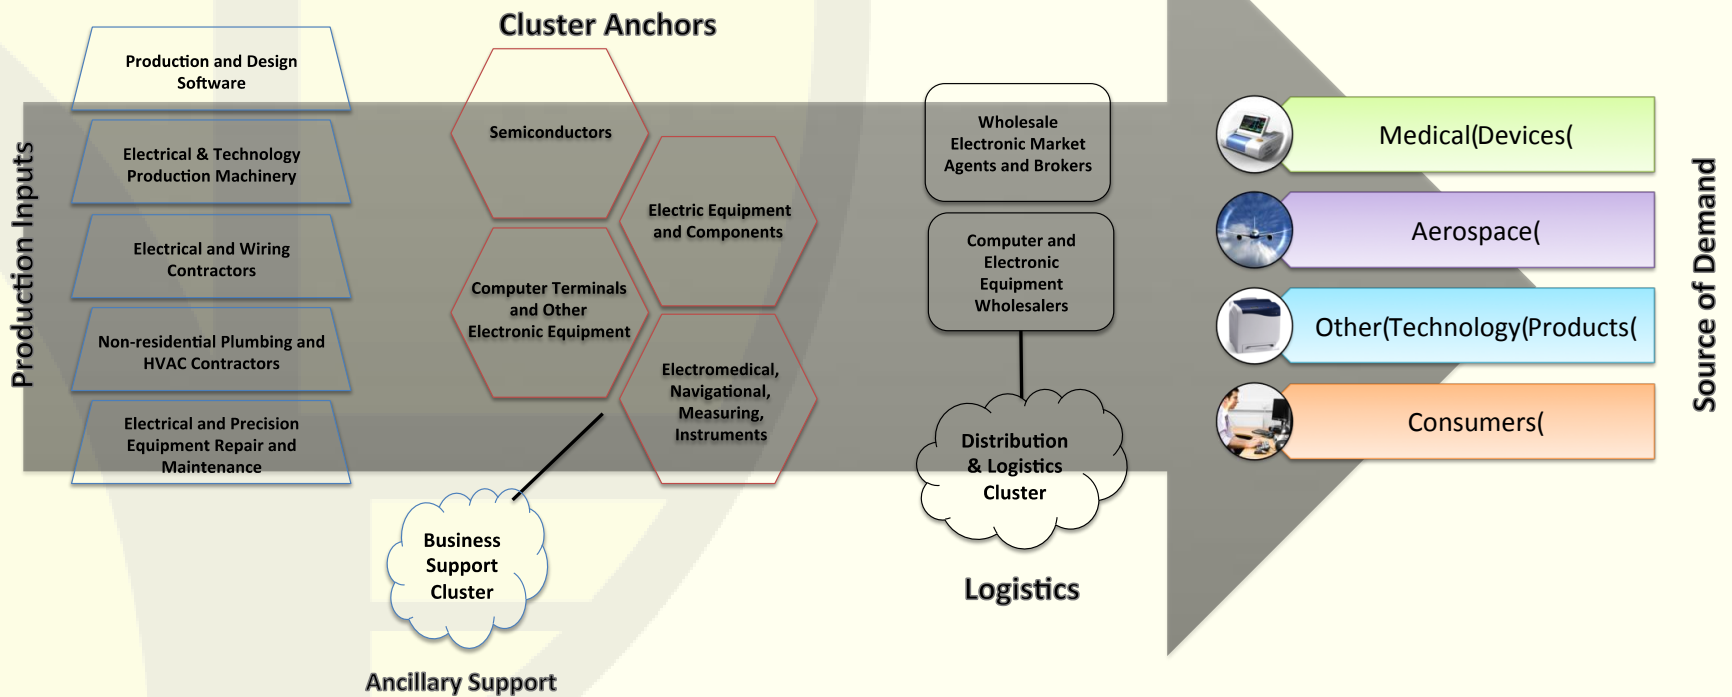 Cluster Anchors
Production Inputs
Production and Design
Software
Electrical & Technology
Production Machinery
Electrical and Wiring
Contractors
Non-residential Plumbing and
HVAC Contractors
Electrical and Precision
Equipment Repair and
Maintenance
Semiconductors
Electric Equipment
and Components
Computer Terminals
and Other
Electronic Equipment
Electromedical,
Navigational,
Measuring,
Instruments
Business
Support
Cluster
Ancillary Support
Wholesale
Electronic Market
Agents and Brokers
Computer and
Electronic
Equipment
Wholesalers
Distribution
& Logistics
Cluster
Logistics
Medical(Devices(
Aerospace(
Other(Technology(Products(
Consumers(
Source of Demand